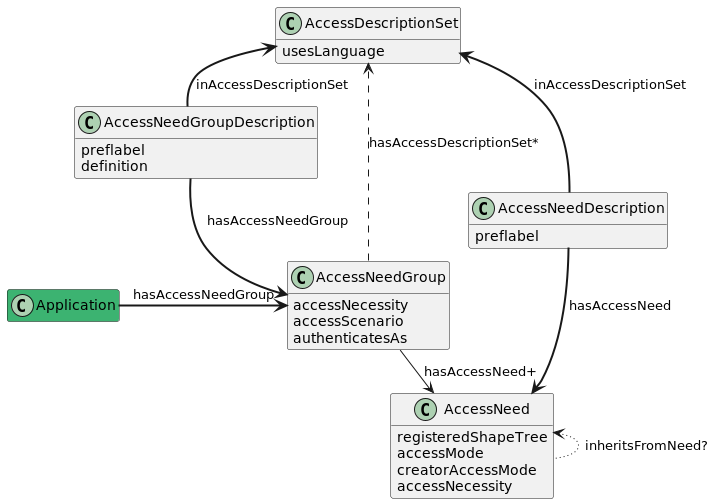 C AccessDescriptionSet
usesLanguage
inAccessDescriptionSet
inAccessDescriptionSet
C AccessNeedGroupDescription
preflabel
definition
hasAccessDescriptionSet*
C AccessNeedDescription
preflabel
hasAccessNeedGroup
C Application
hasAccessNeedGroup
C AccessNeedGroup
accessNecessity
accessScenario
authenticatesAs
hasAccessNeed
hasAccessNeed+
C AccessNeed
registeredShapeTree
accessMode
creatorAccessMode
accessNecessity
inheritsFromNeed?